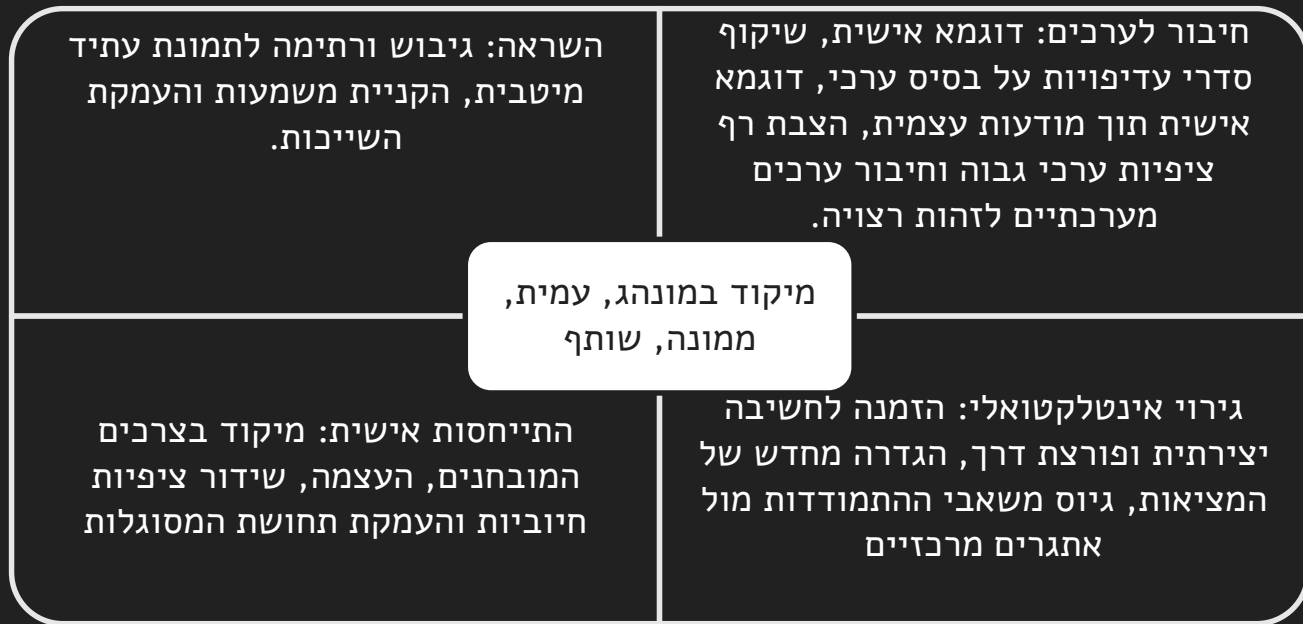 חיבור לערכים: דוגמא אישית, שיקוף
סדרי עדיפויות על בסיס ערכי, דוגמא
אישית תוך מודעות עצמית, הצבת רף
ציפיות ערכי גבוה וחיבור ערכים
מערכתיים לזהות רצויה.
השראה: גיבוש ורתימה לתמונת עתיד
מיטבית, הקניית משמעות והעמקת
השייכות.
מיקוד במונהג, עמית,
ממונה, שותף
גירוי אינטלקטואלי: הזמנה לחשיבה
יצירתית ופורצת דרך, הגדרה מחדש של
המציאות, גיוס משאבי ההתמודדות מול
אתגרים מרכזיים
התייחסות אישית: מיקוד בצרכים
המובחנים, העצמה, שידור ציפיות
חיוביות והעמקת תחושת המסוגלות